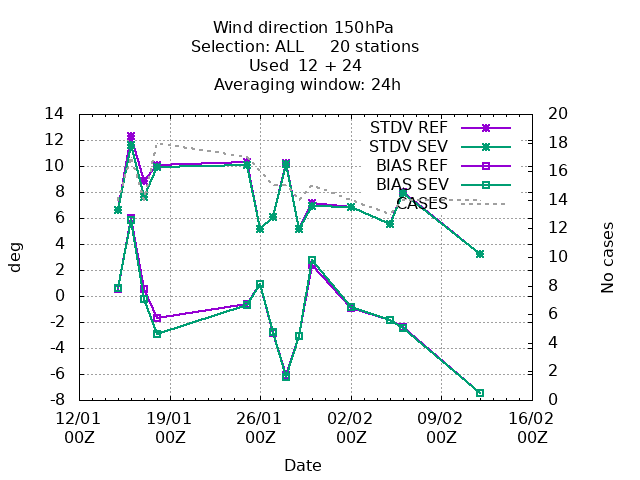 Wind direction 150hPa
Selection: ALL 20 stations
Used 12 + 24
Averaging window: 24h
STDV REF
STDV SEV
BIAS REF
BIAS SEV
CASES
deg
14
12
10
8
6
4
2
0
-2
-4
-6
-8
20
18
16
14
12
10
8
6
4
2
0
No cases
12/01 19/01 26/01 02/02 09/02 16/02
00Z 00Z 00Z 00Z 00Z 00Z
Date